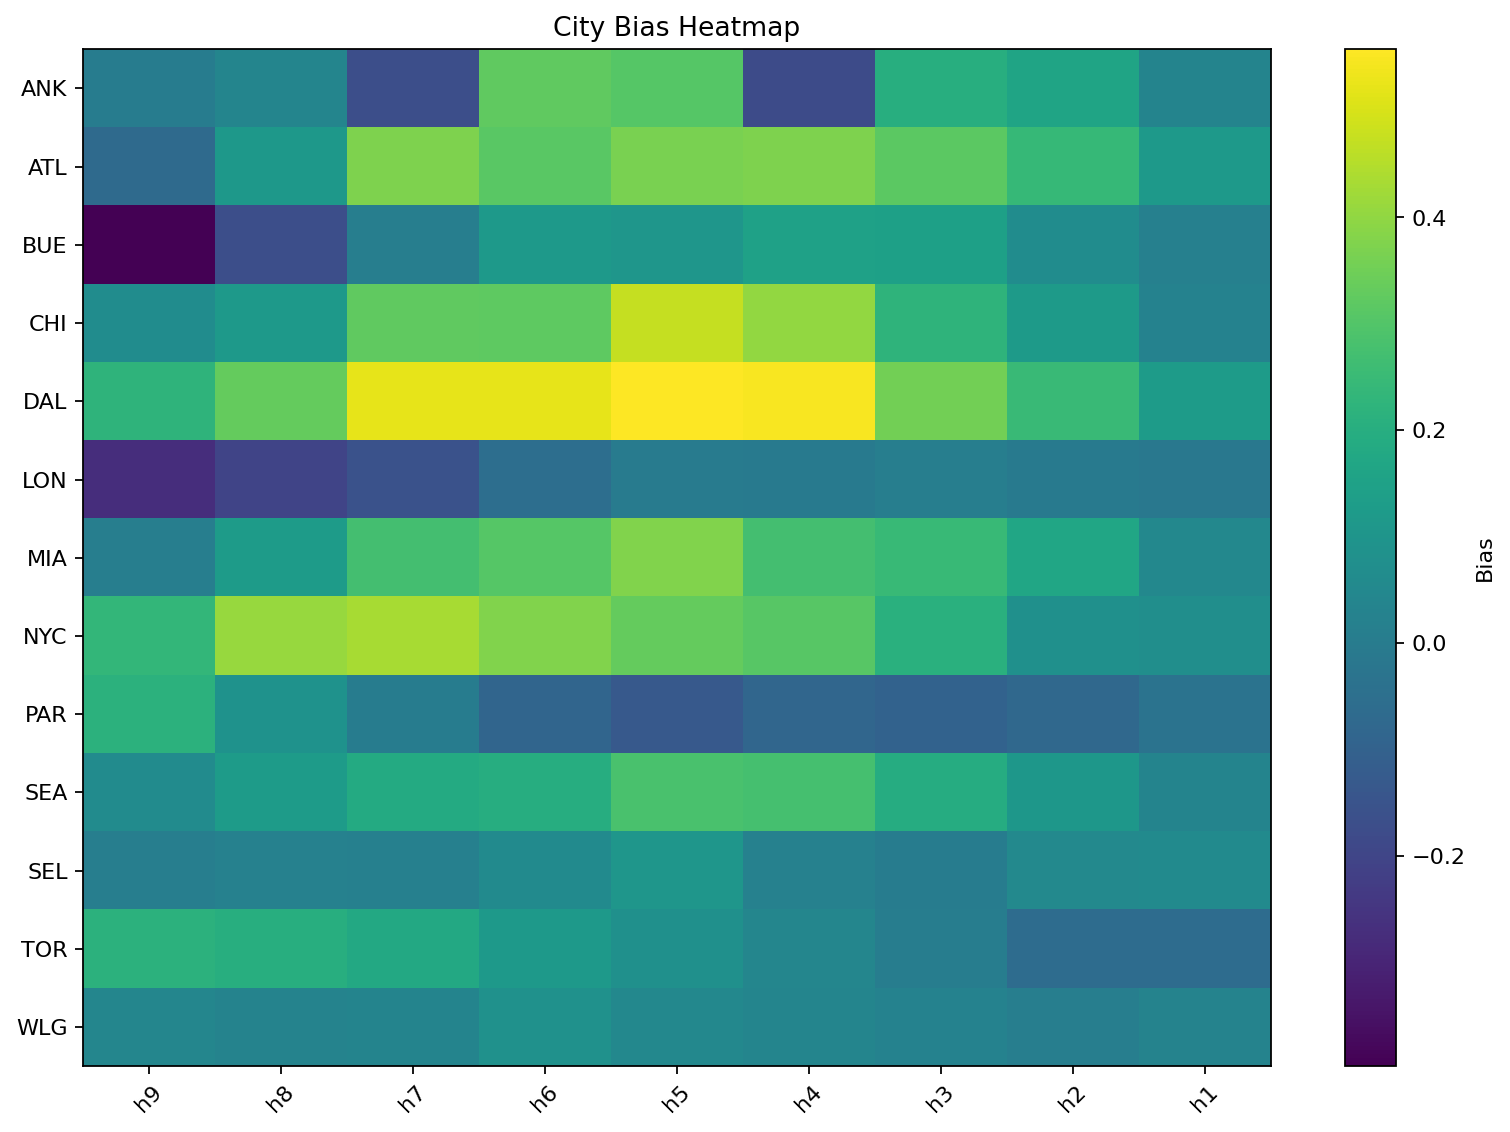 City Bias Heatmap
ANK
ATL
BUE
CHI
DAL
LON
MIA
NYC
PAR
SEA
SEL
TOR
WLG
h9 h8 h7 h6 h5 h4 h3 h2 h1
0.4
0.2
0.0
−0.2
Bias